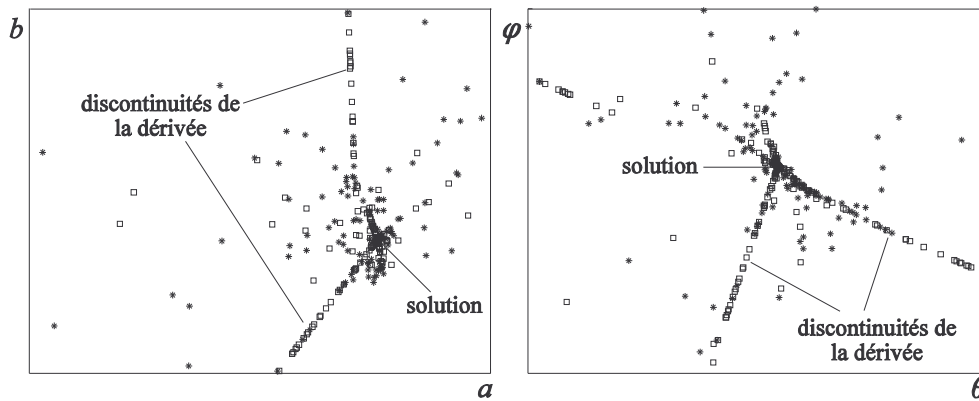 b
discontinuités de
la dérivée
solution
a
φ
solution
discontinuités de
la dérivée
θ